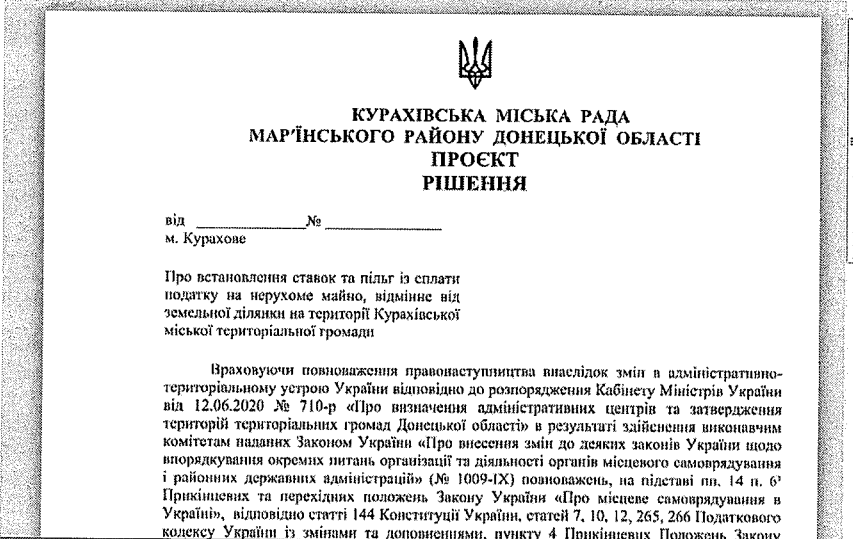 КУРАХІВСЬКА МІСЬКА РАДА
МАР'ЇНСЬКОГО РАЙОНУ ДОНЕЦЬКОЇ ОБЛАСТІ
ПРОЄКТ
РІШЕННЯ
від ______________№ _______________
м. Курахове
Про встановлення ставок та пільг із сплати
податку на нерухоме майно, відмінне від
земельної ділянки на території Курахівської
міської територіальної громади
Враховуючи повноваження правонаступництва внаслідок змін в адміністративно-
територіальному устрою України відповідно до розпорядження Кабінету Міністрів України
від 12.06.2020 № 710-р «Про визначення адміністративних центрів та затвердження
територій територіальних громад Донецької області» в результаті здійснення виконавчим
комітетам наданих Законом України «Про внесення змін до деяких законів України щодо
впорядкування окремих питань організації та діяльності органів місцевого самоврядування
і районних державних адміністрацій» (№ 1009-IX) повноважень, на підставі пп. 14 п. 6¹
Прикінцевих та перехідних положень Закону України «Про місцеве самоврядування в
Україні», відповідно статті 144 Конституції України, статей 7, 10, 12, 265, 266 Податкового
кодексу України із змінами та доповненнями, пункту 4 Прикінцевих Положень Закону